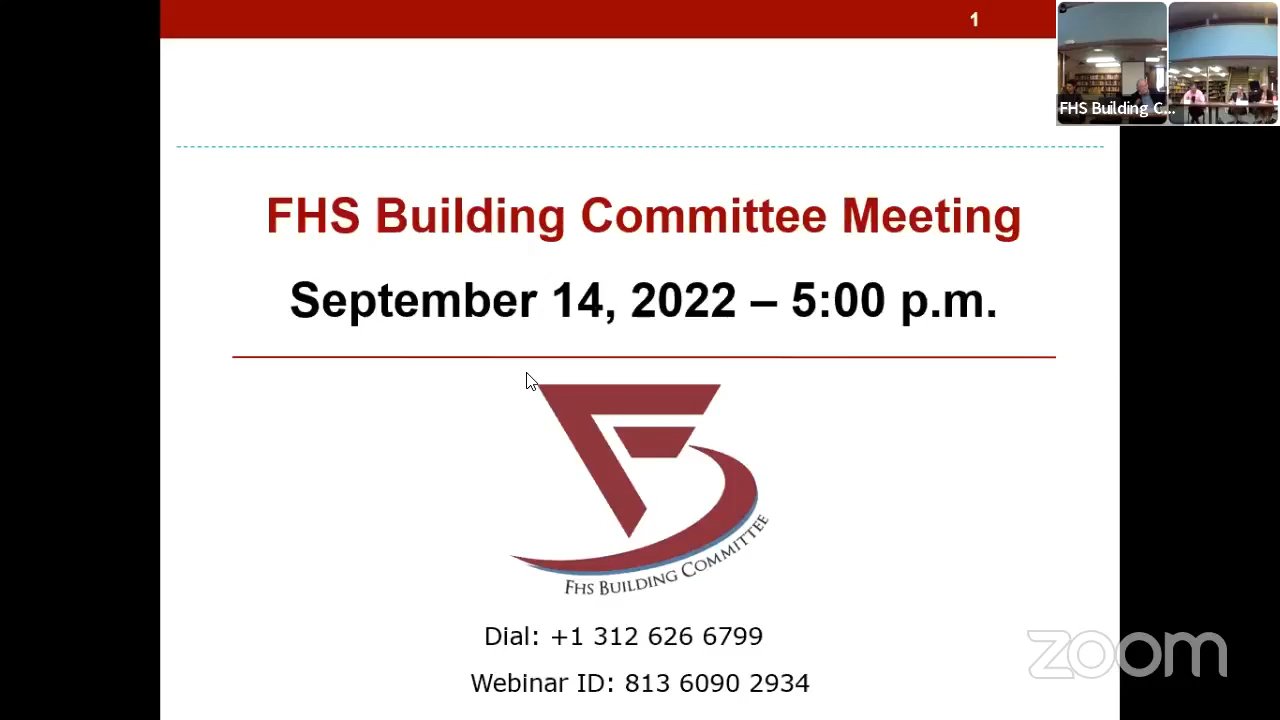 1
FHS Building C...
FHS Building Committee Meeting
September 14, 2022 – 5:00 p.m.
FHS BUILDING COMMITTEE
Dial: +1 312 626 6799
Webinar ID: 813 6090 2934
zoom